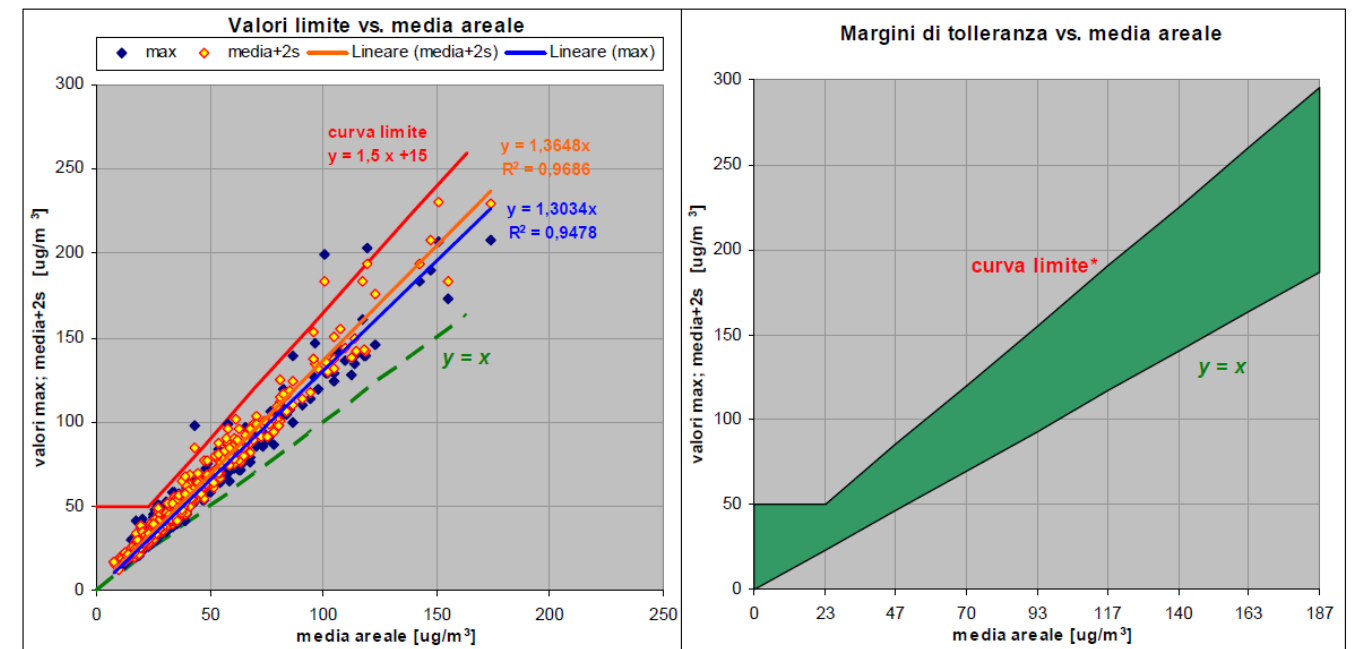 Valori limite vs. media areale
max media+2s Lineare (media+2s) Lineare (max)
valori max; media+2s [ug/m ³]
300
250
200
150
100
50
0
curva limite
y = 1,5 x +15
y = 1,3648x
R² = 0,9686
y = 1,3034x
R² = 0,9478
y = x
0 50 100 150 200 250
media areale [ug/m³]
Margini di tolleranza vs. media areale
valori max; media+2s [ug/m ³]
300
250
200
150
100
50
0
curva limite*
y = x
0 23 47 70 93 117 140 163 187
media areale [ug/m³]